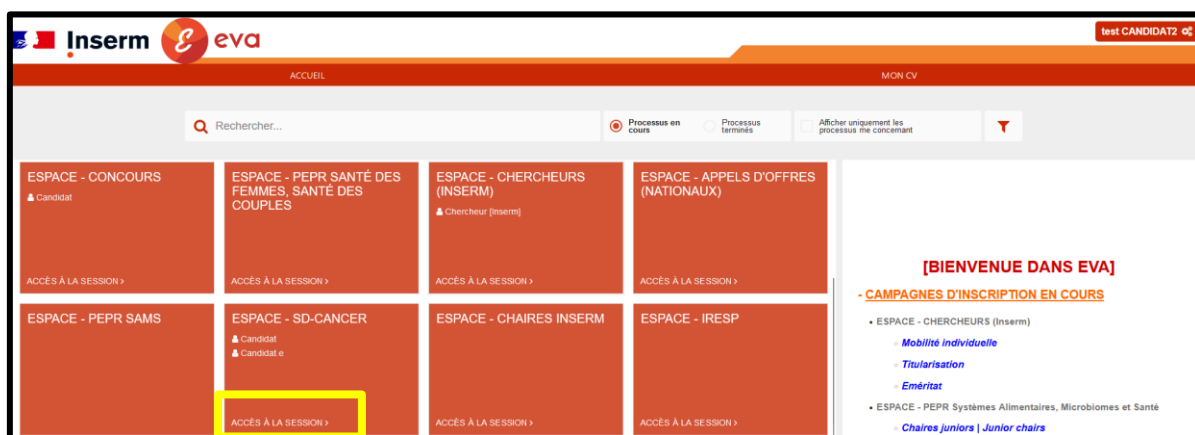 Inserm eva
test CANDIDAT2
ACCUEIL
MON CV
Rechercher...
Processus en cours
Processus terminés
Afficher uniquement les processus me concernant
ESPACE - CONCOURS
Candidat
ACCÈS À LA SESSION >
ESPACE - PEPR SANTÉ DES
FEMMES, SANTÉ DES
COUPLES
ACCÈS À LA SESSION >
ESPACE - CHERCHEURS
(INSERM)
Chercheur [Inserm]
ACCÈS À LA SESSION >
ESPACE - APPELS D'OFFRES
(NATIONAUX)
ACCÈS À LA SESSION >
ESPACE - PEPR SAMS
ESPACE - SD-CANCER
Candidat
Candidat.e
ACCÈS À LA SESSION >
ESPACE - CHAIRES INSERM
ACCÈS À LA SESSION >
ESPACE - IRESP
ACCÈS À LA SESSION >
[BIENVENUE DANS EVA]
- CAMPAGNES D'INSCRIPTION EN COURS
• ESPACE - CHERCHEURS (Inserm)
Mobilité individuelle
Titularisation
Eméritat
• ESPACE - PEPR Systèmes Alimentaires, Microbiomes et Santé
Chaires juniors | Junior chairs